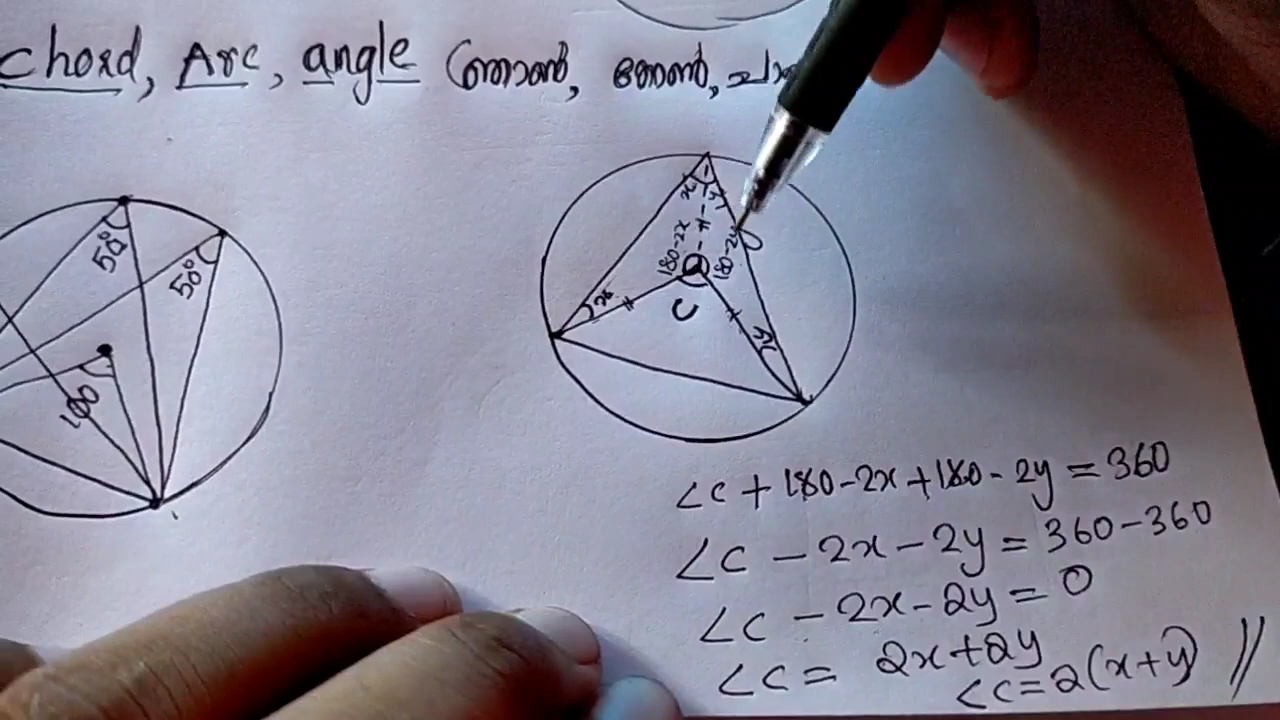 chord, Arc, angle (ഞാൺ,
50°
50°
100
x
y
180-2x
180-2y
x
C
y
∠C + 180-2x+180-2y = 360
∠C - 2x - 2y = 360-360
∠C - 2x - 2y = 0
∠C = 2x+2y
∠C=2(x+y) //